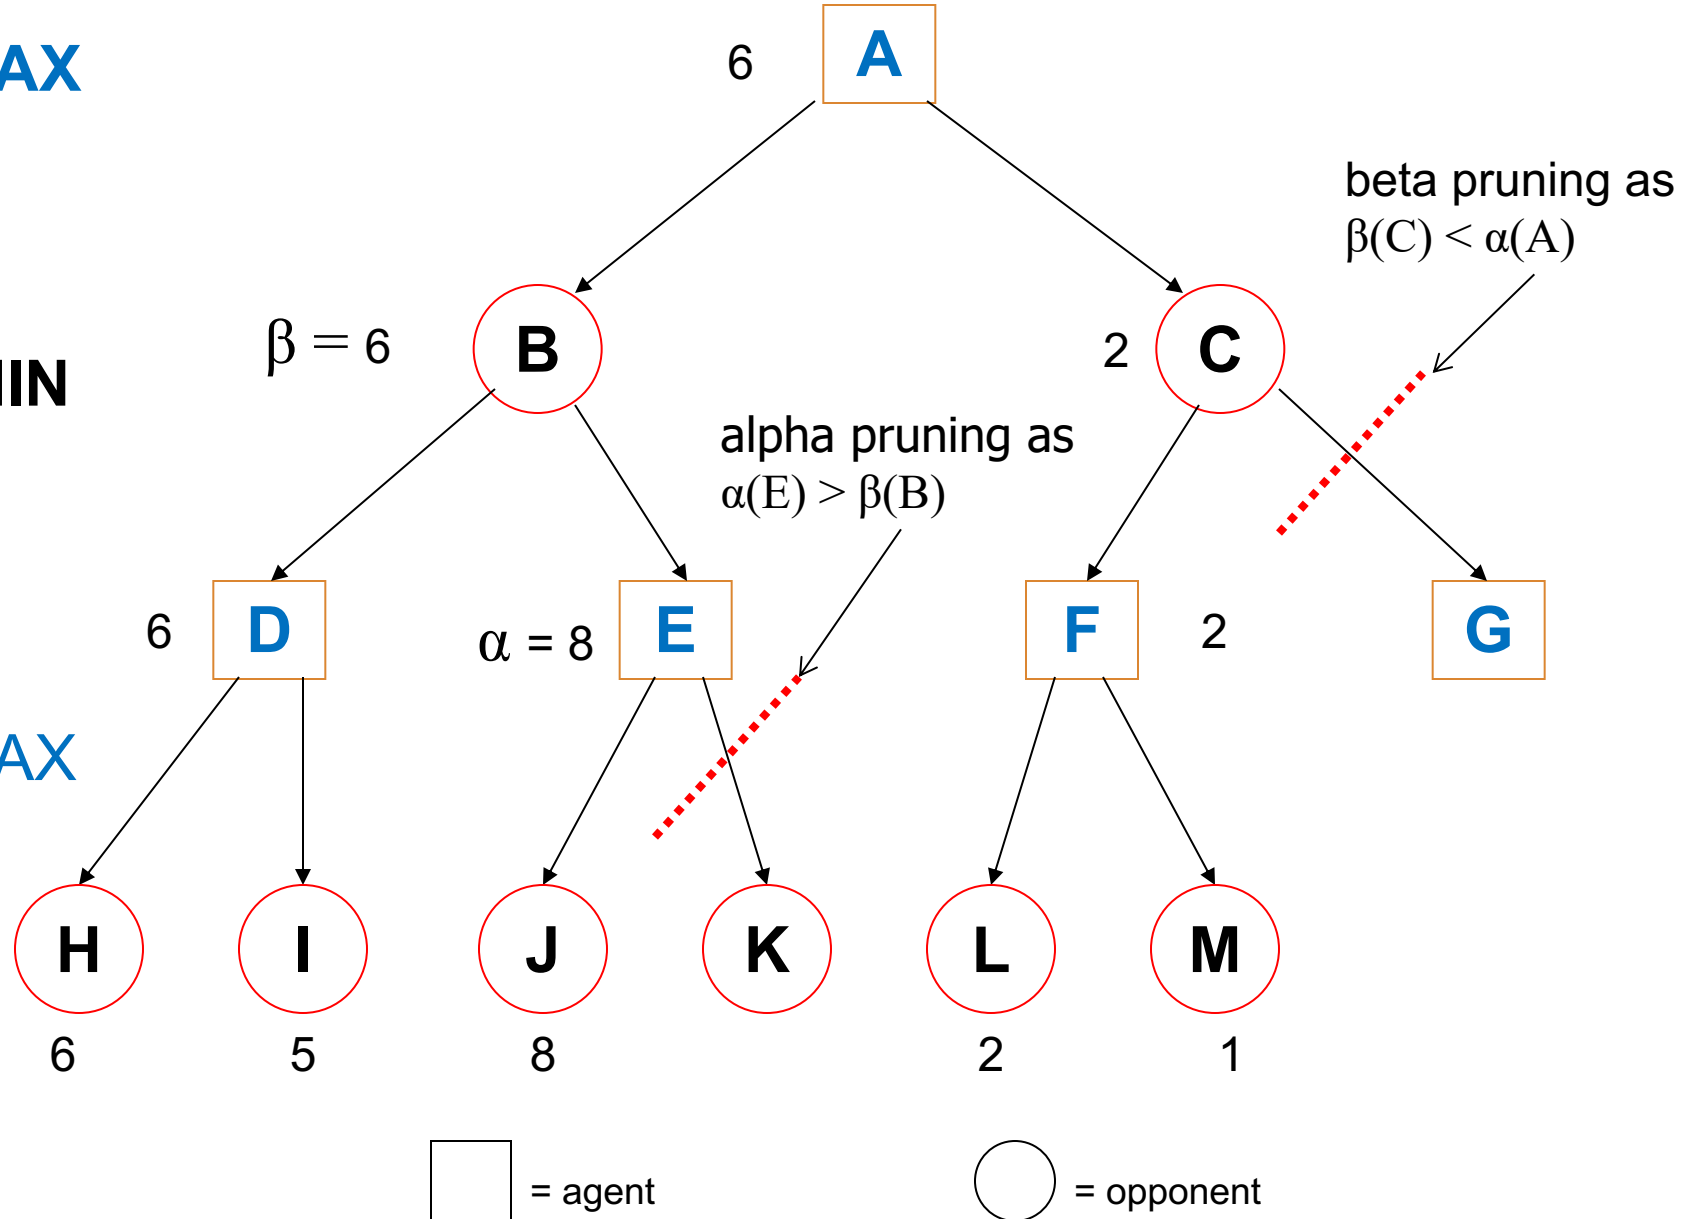 AX
6 A
beta pruning as
β(C) < α(A)
β = 6 B
2 C
IIN
alpha pruning as
α(E) > β(B)
6 D
α = 8 E
F 2
G
AX
H I J K L M
6 5 8 2 1
= agent = opponent